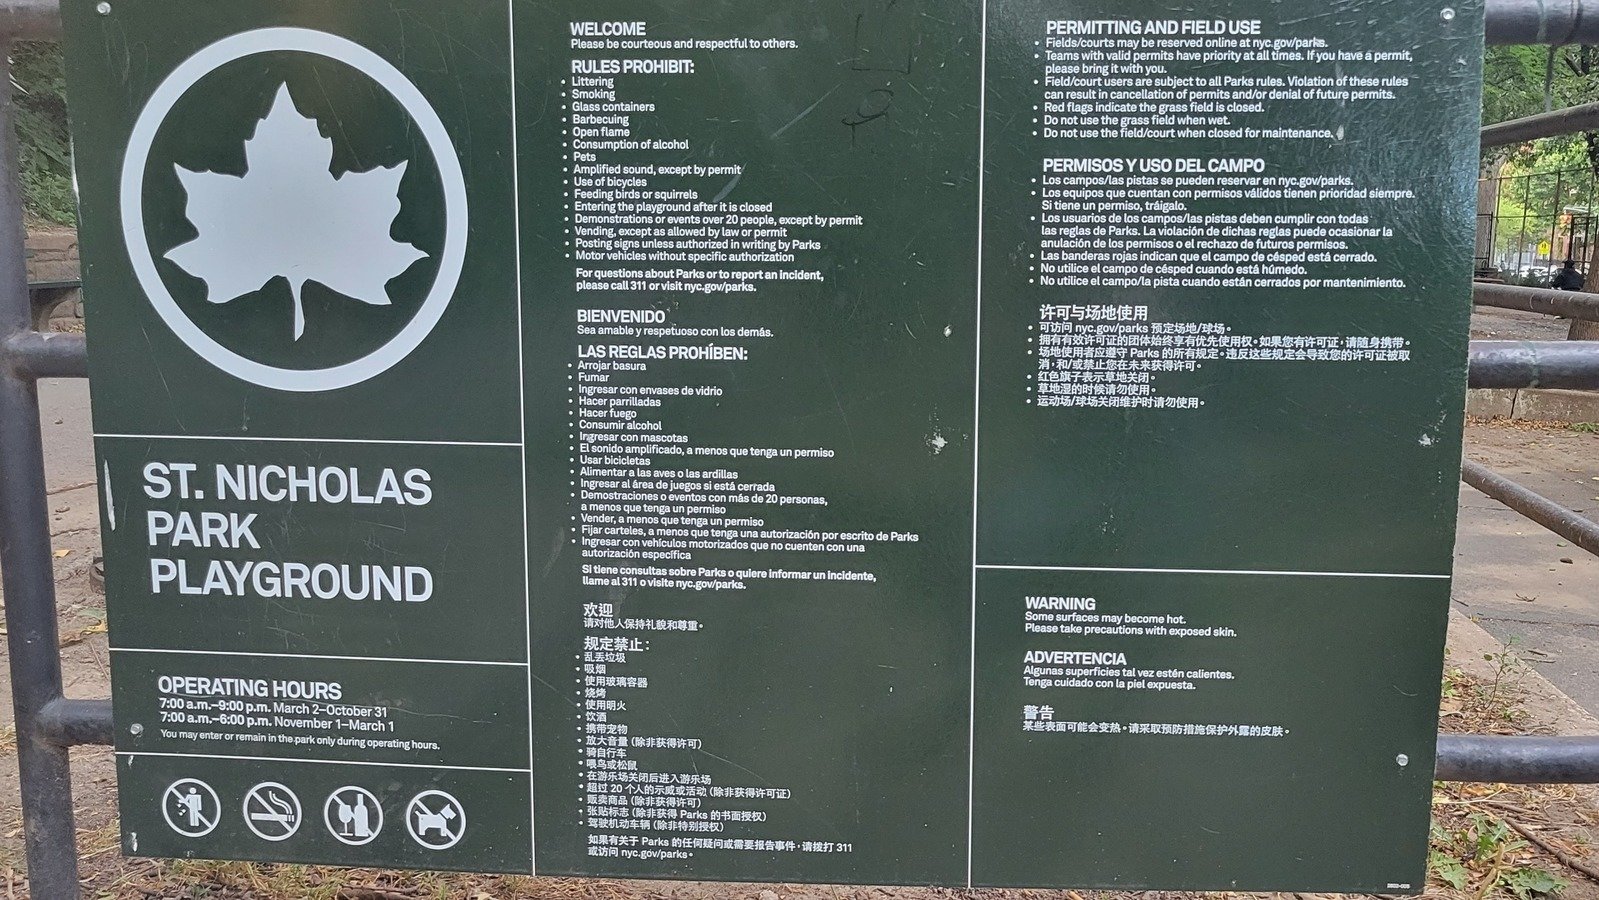 ST. NICHOLAS
PARK
PLAYGROUND
OPERATING HOURS
7:00 a.m.–9:00 p.m. March 2–October 31
7:00 a.m.–6:00 p.m. November 1–March 1
You may enter or remain in the park only during operating hours.
WELCOME
Please be courteous and respectful to others.
RULES PROHIBIT:
• Littering
• Smoking
• Glass containers
• Barbecuing
• Open flame
• Consumption of alcohol
• Pets
• Amplified sound, except by permit
• Use of bicycles
• Feeding birds or squirrels
• Entering the playground after it is closed
• Demonstrations or events over 20 people, except by permit
• Vending, except as allowed by law or permit
• Posting signs unless authorized in writing by Parks
• Motor vehicles without specific authorization
For questions about Parks or to report an incident,
please call 311 or visit nyc.gov/parks.
BIENVENIDO
Sea amable y respetuoso con los demás.
LAS REGLAS PROHÍBEN:
• Arrojar basura
• Fumar
• Ingresar con envases de vidrio
• Hacer parrilladas
• Hacer fuego
• Consumir alcohol
• Ingresar con mascotas
• El sonido amplificado, a menos que tenga un permiso
• Usar bicicletas
• Alimentar a las aves o las ardillas
• Ingresar al área de juegos si está cerrada
• Demostraciones o eventos con más de 20 personas,
a menos que tenga un permiso
• Vender, a menos que tenga un permiso
• Fijar carteles, a menos que tenga una autorización por escrito de Parks
• Ingresar con vehículos motorizados que no cuenten con una
autorización específica
Si tiene consultas sobre Parks o quiere informar un incidente,
llame al 311 o visite nyc.gov/parks.
欢迎
请对他人保持礼貌和尊重。
规定禁止：
• 乱丢垃圾
• 吸烟
• 使用玻璃容器
• 烧烤
• 使用明火
• 饮酒
• 携带宠物
• 放大音量（除非获得许可）
• 骑自行车
• 喂鸟或松鼠
• 在游乐场关闭后进入游乐场
• 超过 20 个人的示威或活动（除非获得许可证）
• 贩卖商品（除非获得许可）
• 张贴标志（除非获得 Parks 的书面授权）
• 驾驶机动车辆（除非特别授权）
如果有关于 Parks 的任何疑问或需要报告事件，请拨打 311
或访问 nyc.gov/parks。
PERMITTING AND FIELD USE
• Fields/courts may be reserved online at nyc.gov/parks.
• Teams with valid permits have priority at all times. If you have a permit,
please bring it with you.
• Field/court users are subject to all Parks rules. Violation of these rules
can result in cancellation of permits and/or denial of future permits.
• Red flags indicate the grass field is closed.
• Do not use the grass field when wet.
• Do not use the field/court when closed for maintenance.
PERMISOS Y USO DEL CAMPO
• Los campos/las pistas se pueden reservar en nyc.gov/parks.
• Los equipos que cuentan con permisos válidos tienen prioridad siempre.
Si tiene un permiso, tráigalo.
• Los usuarios de los campos/las pistas deben cumplir con todas
las reglas de Parks. La violación de dichas reglas puede ocasionar la
anulación de los permisos o el rechazo de futuros permisos.
• Las banderas rojas indican que el campo de césped está cerrado.
• No utilice el campo de césped cuando está húmedo.
• No utilice el campo/la pista cuando están cerrados por mantenimiento.
许可与场地使用
• 可访问 nyc.gov/parks 预定场地/球场。
• 拥有有效许可证的团体始终享有优先使用权。如果您有许可证，请随身携带。
• 场地使用者应遵守 Parks 的所有规定。违反这些规定会导致您的许可证被取
消，和/或禁止您在未来获得许可。
• 红色旗子表示草地关闭。
• 草地湿的时候请勿使用。
• 运动场/球场关闭维护时请勿使用。
WARNING
Some surfaces may become hot.
Please take precautions with exposed skin.
ADVERTENCIA
Algunas superficies tal vez estén calientes.
Tenga cuidado con la piel expuesta.
警告
某些表面可能会变热。请采取预防措施保护外露的皮肤。